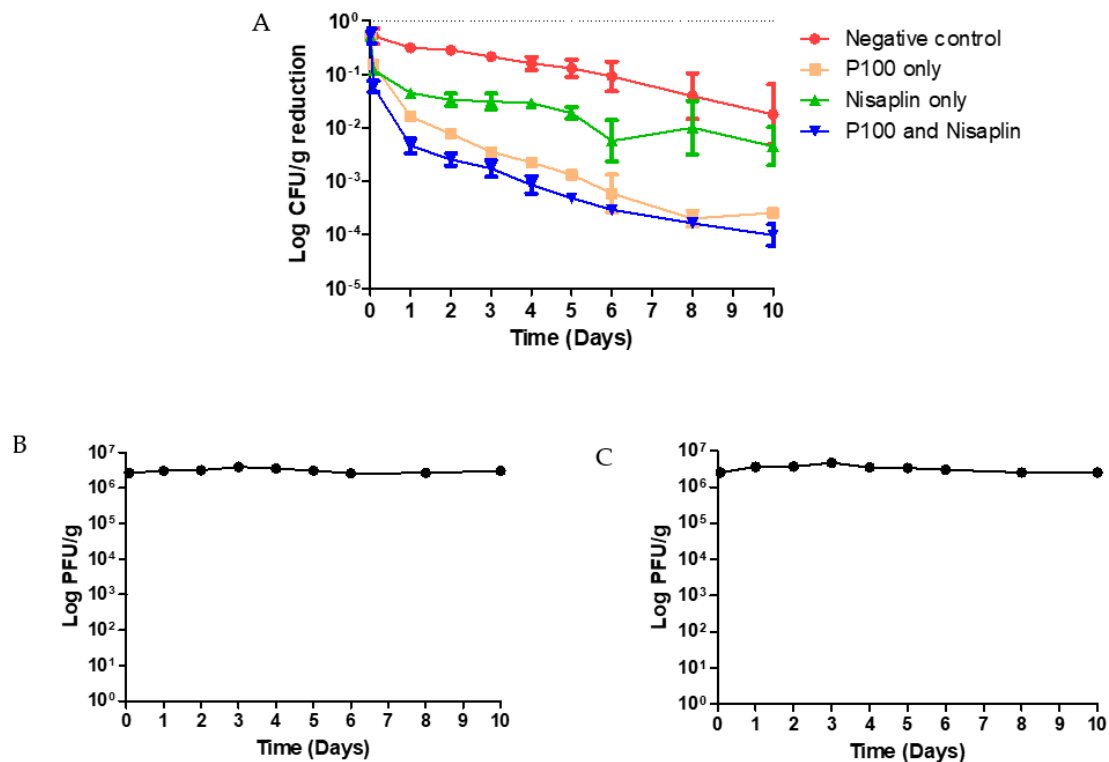 A
10⁰
10⁻¹
10⁻²
10⁻³
10⁻⁴
10⁻⁵
Log CFU/g reduction
0 1 2 3 4 5 6 7 8 9 10
Time (Days)
Negative control
P100 only
Nisaplin only
P100 and Nisaplin
B
10⁷
10⁶
10⁵
10⁴
10³
10²
10¹
10⁰
Log PFU/g
0 1 2 3 4 5 6 7 8 9 10
Time (Days)
C
10⁷
10⁶
10⁵
10⁴
10³
10²
10¹
10⁰
Log PFU/g
0 1 2 3 4 5 6 7 8 9 10
Time (Days)